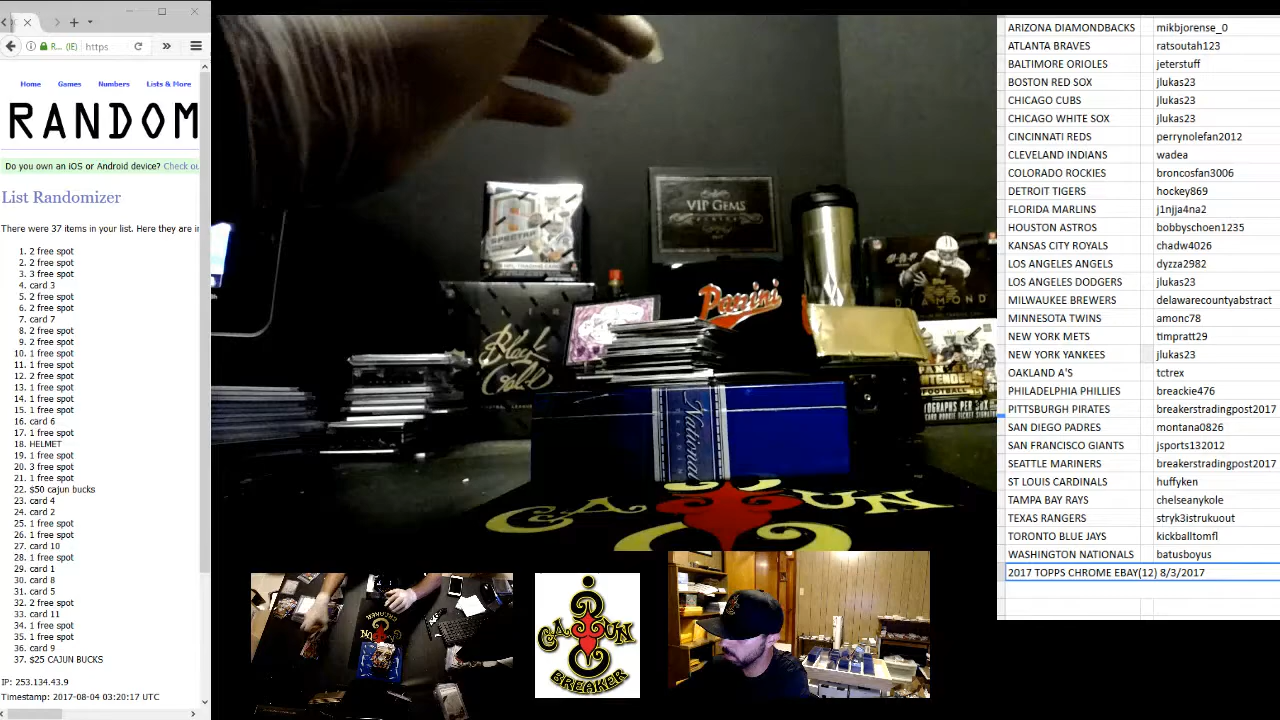 R... (IE)
https
Home Games Numbers Lists & More
RANDOM
Do you own an iOS or Android device? Check ou
List Randomizer
There were 37 items in your list. Here they are in
1. 2 free spot
2. 2 free spot
3. 3 free spot
4. card 3
5. 2 free spot
6. 2 free spot
7. card 7
8. 2 free spot
9. 2 free spot
10. 1 free spot
11. 1 free spot
12. 2 free spot
13. 1 free spot
14. 1 free spot
15. 1 free spot
16. card 6
17. 1 free spot
18. HELMET
19. 1 free spot
20. 3 free spot
21. 1 free spot
22. $50 cajun bucks
23. card 4
24. card 2
25. 1 free spot
26. 1 free spot
27. card 10
28. 1 free spot
29. card 1
30. card 8
31. card 5
32. 2 free spot
33. card 11
34. 1 free spot
35. 1 free spot
36. card 9
37. $25 CAJUN BUCKS
IP: 253.134.43.9
Timestamp: 2017-08-04 03:20:17 UTC
SPECTRA
VIP GEMS
Panini
Black Gold
DIAMOND
National
CAJUN
CAJUN
BREAKER
ARIZONA DIAMONDBACKS mikbjorense_0
ATLANTA BRAVES ratsoutah123
BALTIMORE ORIOLES jeterstuff
BOSTON RED SOX jlukas23
CHICAGO CUBS jlukas23
CHICAGO WHITE SOX jlukas23
CINCINNATI REDS perrynolefan2012
CLEVELAND INDIANS wadea
COLORADO ROCKIES broncosfan3006
DETROIT TIGERS hockey869
FLORIDA MARLINS j1njja4na2
HOUSTON ASTROS bobbyschoen1235
KANSAS CITY ROYALS chadw4026
LOS ANGELES ANGELS dyzza2982
LOS ANGELES DODGERS jlukas23
MILWAUKEE BREWERS delawarecountyabstract
MINNESOTA TWINS amonc78
NEW YORK METS timpratt29
NEW YORK YANKEES jlukas23
OAKLAND A'S tctrex
PHILADELPHIA PHILLIES breackie476
PITTSBURGH PIRATES breakerstradingpost2017
SAN DIEGO PADRES montana0826
SAN FRANCISCO GIANTS jsports132012
SEATTLE MARINERS breakerstradingpost2017
ST LOUIS CARDINALS huffyken
TAMPA BAY RAYS chelseanykole
TEXAS RANGERS stryk3istrukuout
TORONTO BLUE JAYS kickballtomfl
WASHINGTON NATIONALS batusboyus
2017 TOPPS CHROME EBAY(12) 8/3/2017